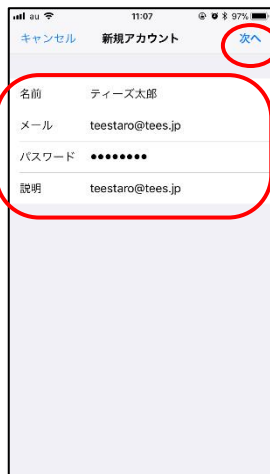 au 11:07 97%
キャンセル 新規アカウント 次へ
名前 ティーズ太郎
メール teestaro@tees.jp
パスワード ●●●●●●●●
説明 teestaro@tees.jp